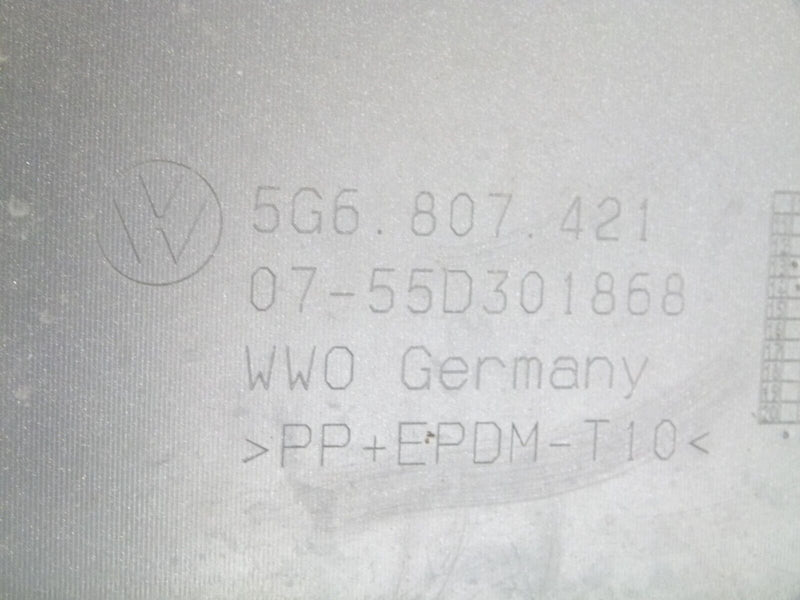 5G6.807.421
07-55D301868
WWO Germany
>PP+EPDM-T10<